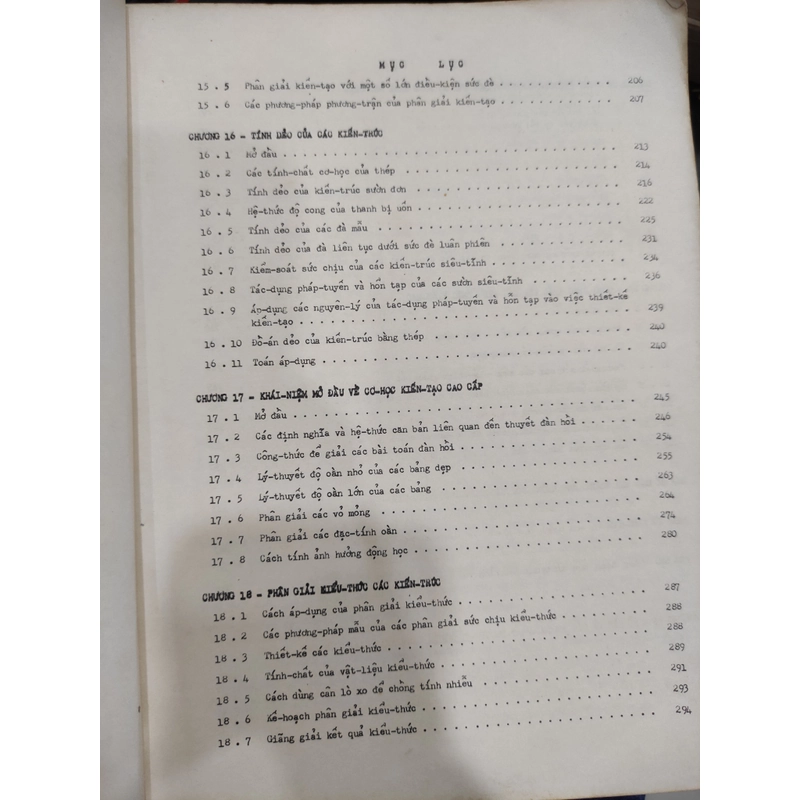 MỤC LỤC
15 . 5 Phân giải kiến-tạo với một số lớn điều-kiện sức đè . . . . . . . . . . . . 206
15 . 6 Các phương-pháp phương-trận của phân giải kiến-tạo . . . . . . . . . . . . 207
CHƯƠNG 16 - TÍNH DẺO CỦA CÁC KIẾN-THỨC
16 . 1 Mở đầu . . . . . . . . . . . . 213
16 . 2 Các tính-chất cơ-học của thép . . . . . . . . . . . . 214
16 . 3 Tính dẻo của kiến-trúc sườn đơn . . . . . . . . . . . . 216
16 . 4 Hệ-thức độ cong của thanh bị uốn . . . . . . . . . . . . 222
16 . 5 Tính dẻo của các đà mẫu . . . . . . . . . . . . 225
16 . 6 Tính dẻo của đà liên tục dưới sức đè luân phiên . . . . . . . . . . . . 231
16 . 7 Kiểm-soát sức chịu của các kiến-trúc siêu-tĩnh . . . . . . . . . . . . 234
16 . 8 Tác-dụng pháp-tuyến và hỗn tạp của các sườn siêu-tĩnh . . . . . . . . . . . . 236
16 . 9 Áp-dụng các nguyên-lý của tác-dụng pháp-tuyến và hỗn tạp vào việc thiết-kế
kiến-tạo . . . . . . . . . . . . 239
16 . 10 Đồ-án dẻo của kiến-trúc bằng thép . . . . . . . . . . . . 240
16 . 11 Toán áp-dụng . . . . . . . . . . . . 240
CHƯƠNG 17 - KHÁI-NIỆM MỞ ĐẦU VỀ CƠ-HỌC KIẾN-TẠO CAO CẤP
17 . 1 Mở đầu . . . . . . . . . . . . 245
17 . 2 Các định nghĩa và hệ-thức căn bản liên quan đến thuyết đàn hồi . . . . . . . . . . . . 246
17 . 3 Công-thức để giải các bài toán đàn hồi . . . . . . . . . . . . 254
17 . 4 Lý-thuyết độ oằn nhỏ của các bảng dẹp . . . . . . . . . . . . 255
17 . 5 Lý-thuyết độ oằn lớn của các bảng . . . . . . . . . . . . 263
17 . 6 Phân giải các vỏ mỏng . . . . . . . . . . . . 264
17 . 7 Phân giải các đặc-tính oằn . . . . . . . . . . . . 274
17 . 8 Cách tính ảnh hưởng động học . . . . . . . . . . . . 280
CHƯƠNG 18 - PHÂN GIẢI KIỂU-THỨC CÁC KIẾN-THỨC
18 . 1 Cách áp-dụng của phân giải kiểu-thức . . . . . . . . . . . . 287
18 . 2 Các phương-pháp mẫu của các phân giải sức chịu kiểu-thức . . . . . . . . . . . . 288
18 . 3 Thiết-kế các kiểu-thức . . . . . . . . . . . . 288
18 . 4 Tính-chất của vật-liệu kiểu-thức . . . . . . . . . . . . 289
18 . 5 Cách dùng cân lò xo để chống tính nhiễu . . . . . . . . . . . . 291
18 . 6 Kế-hoạch phân giải kiểu-thức . . . . . . . . . . . . 293
18 . 7 Giãng giải kết quả kiểu-thức . . . . . . . . . . . . 294